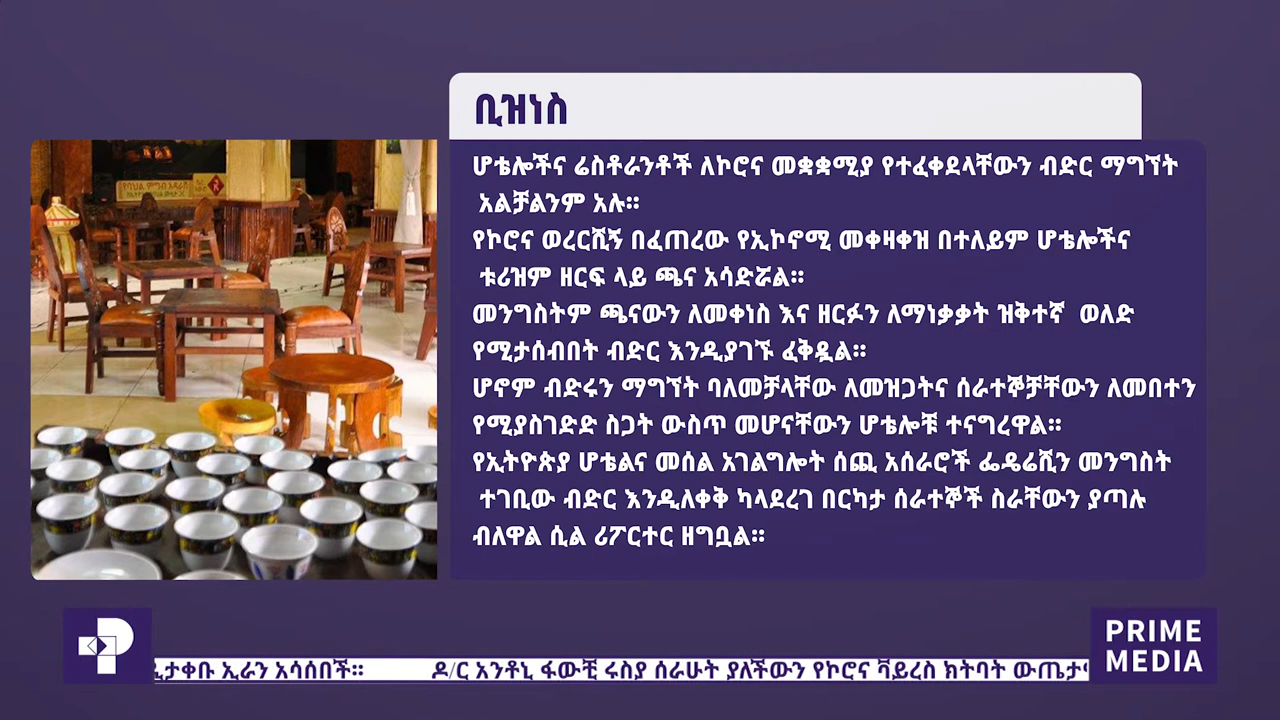 ቢዝነስ
ሆቴሎችና ሬስቶራንቶች ለኮሮና መቋቋሚያ የተፈቀደላቸውን ብድር ማግኘት
አልቻልንም አሉ።
የኮሮና ወረርሺኝ በፈጠረው የኢኮኖሚ መቀዛቀዝ በተለይም ሆቴሎችና
ቱሪዝም ዘርፍ ላይ ጫና አሳድሯል።
መንግስትም ጫናውን ለመቀነስ እና ዘርፉን ለማነቃቃት ዝቅተኛ ወለድ
የሚታሰብበት ብድር እንዲያገኙ ፈቅዷል።
ሆኖም ብድሩን ማግኘት ባለመቻላቸው ለመዝጋትና ሰራተኞቻቸውን ለመበተን
የሚያስገድድ ስጋት ውስጥ መሆናቸውን ሆቴሎቹ ተናግረዋል።
የኢትዮጵያ ሆቴልና መሰል አገልግሎት ሰጪ አሰራሮች ፌዴሬሺን መንግስት
ተገቢው ብድር እንዲለቀቅ ካላደረገ በርካታ ሰራተኞች ስራቸውን ያጣሉ
ብለዋል ሲል ሪፖርተር ዘግቧል።
ኢራን አሳሰበች። ዶ/ር አንቶኒ ፋውቺ ሩስያ ሰራሁት ያለችውን የኮሮና ቫይረስ ክትባት
PRIME
MEDIA